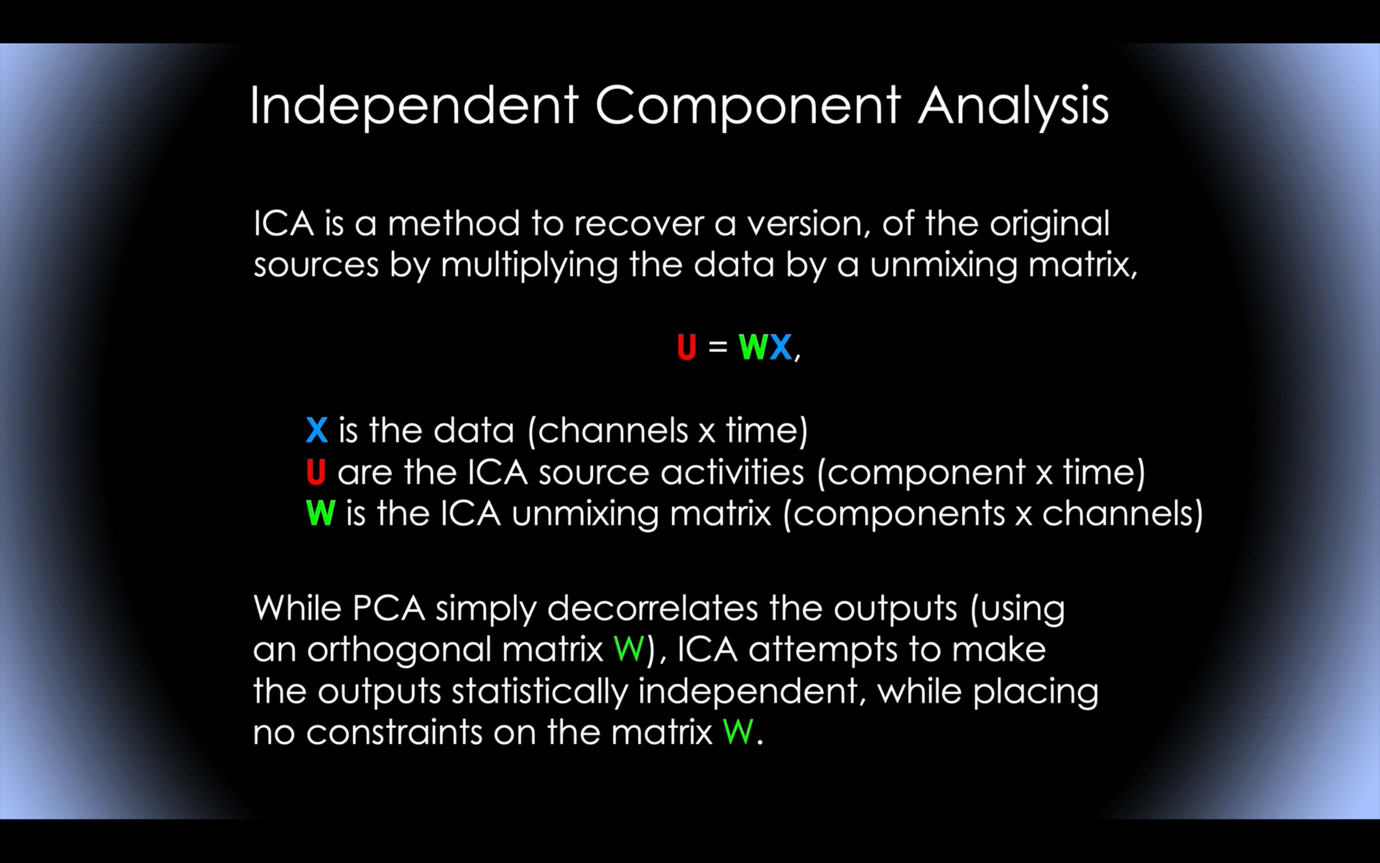 Independent Component Analysis
ICA is a method to recover a version, of the original
sources by multiplying the data by a unmixing matrix,
U = WX,
X is the data (channels x time)
U are the ICA source activities (component x time)
W is the ICA unmixing matrix (components x channels)
While PCA simply decorrelates the outputs (using
an orthogonal matrix W), ICA attempts to make
the outputs statistically independent, while placing
no constraints on the matrix W.